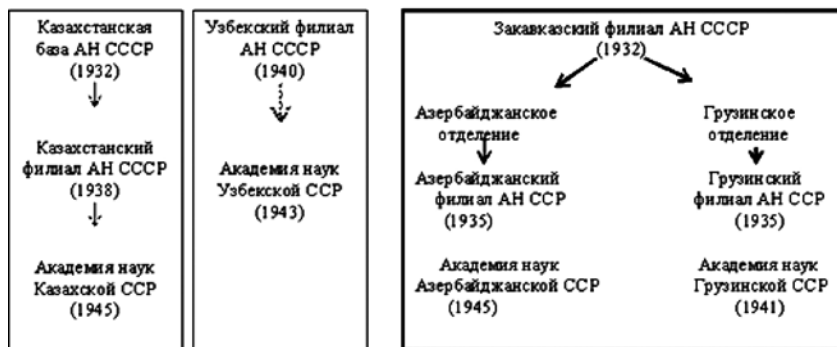 Казахстанская
база АН СССР
(1932)
Казахстанский
филиал АН СССР
(1938)
Академия наук
Казахской ССР
(1945)
Узбекский филиал
АН СССР
(1940)
Академия наук
Узбекской ССР
(1943)
Закавказский филиал АН СССР
(1932)
Азербайджанское
отделение
Азербайджанский
филиал АН ССР
(1935)
Академия наук
Азербайджанской ССР
(1945)
Грузинское
отделение
Грузинский
филиал АН ССР
(1935)
Академия наук
Грузинской ССР
(1941)